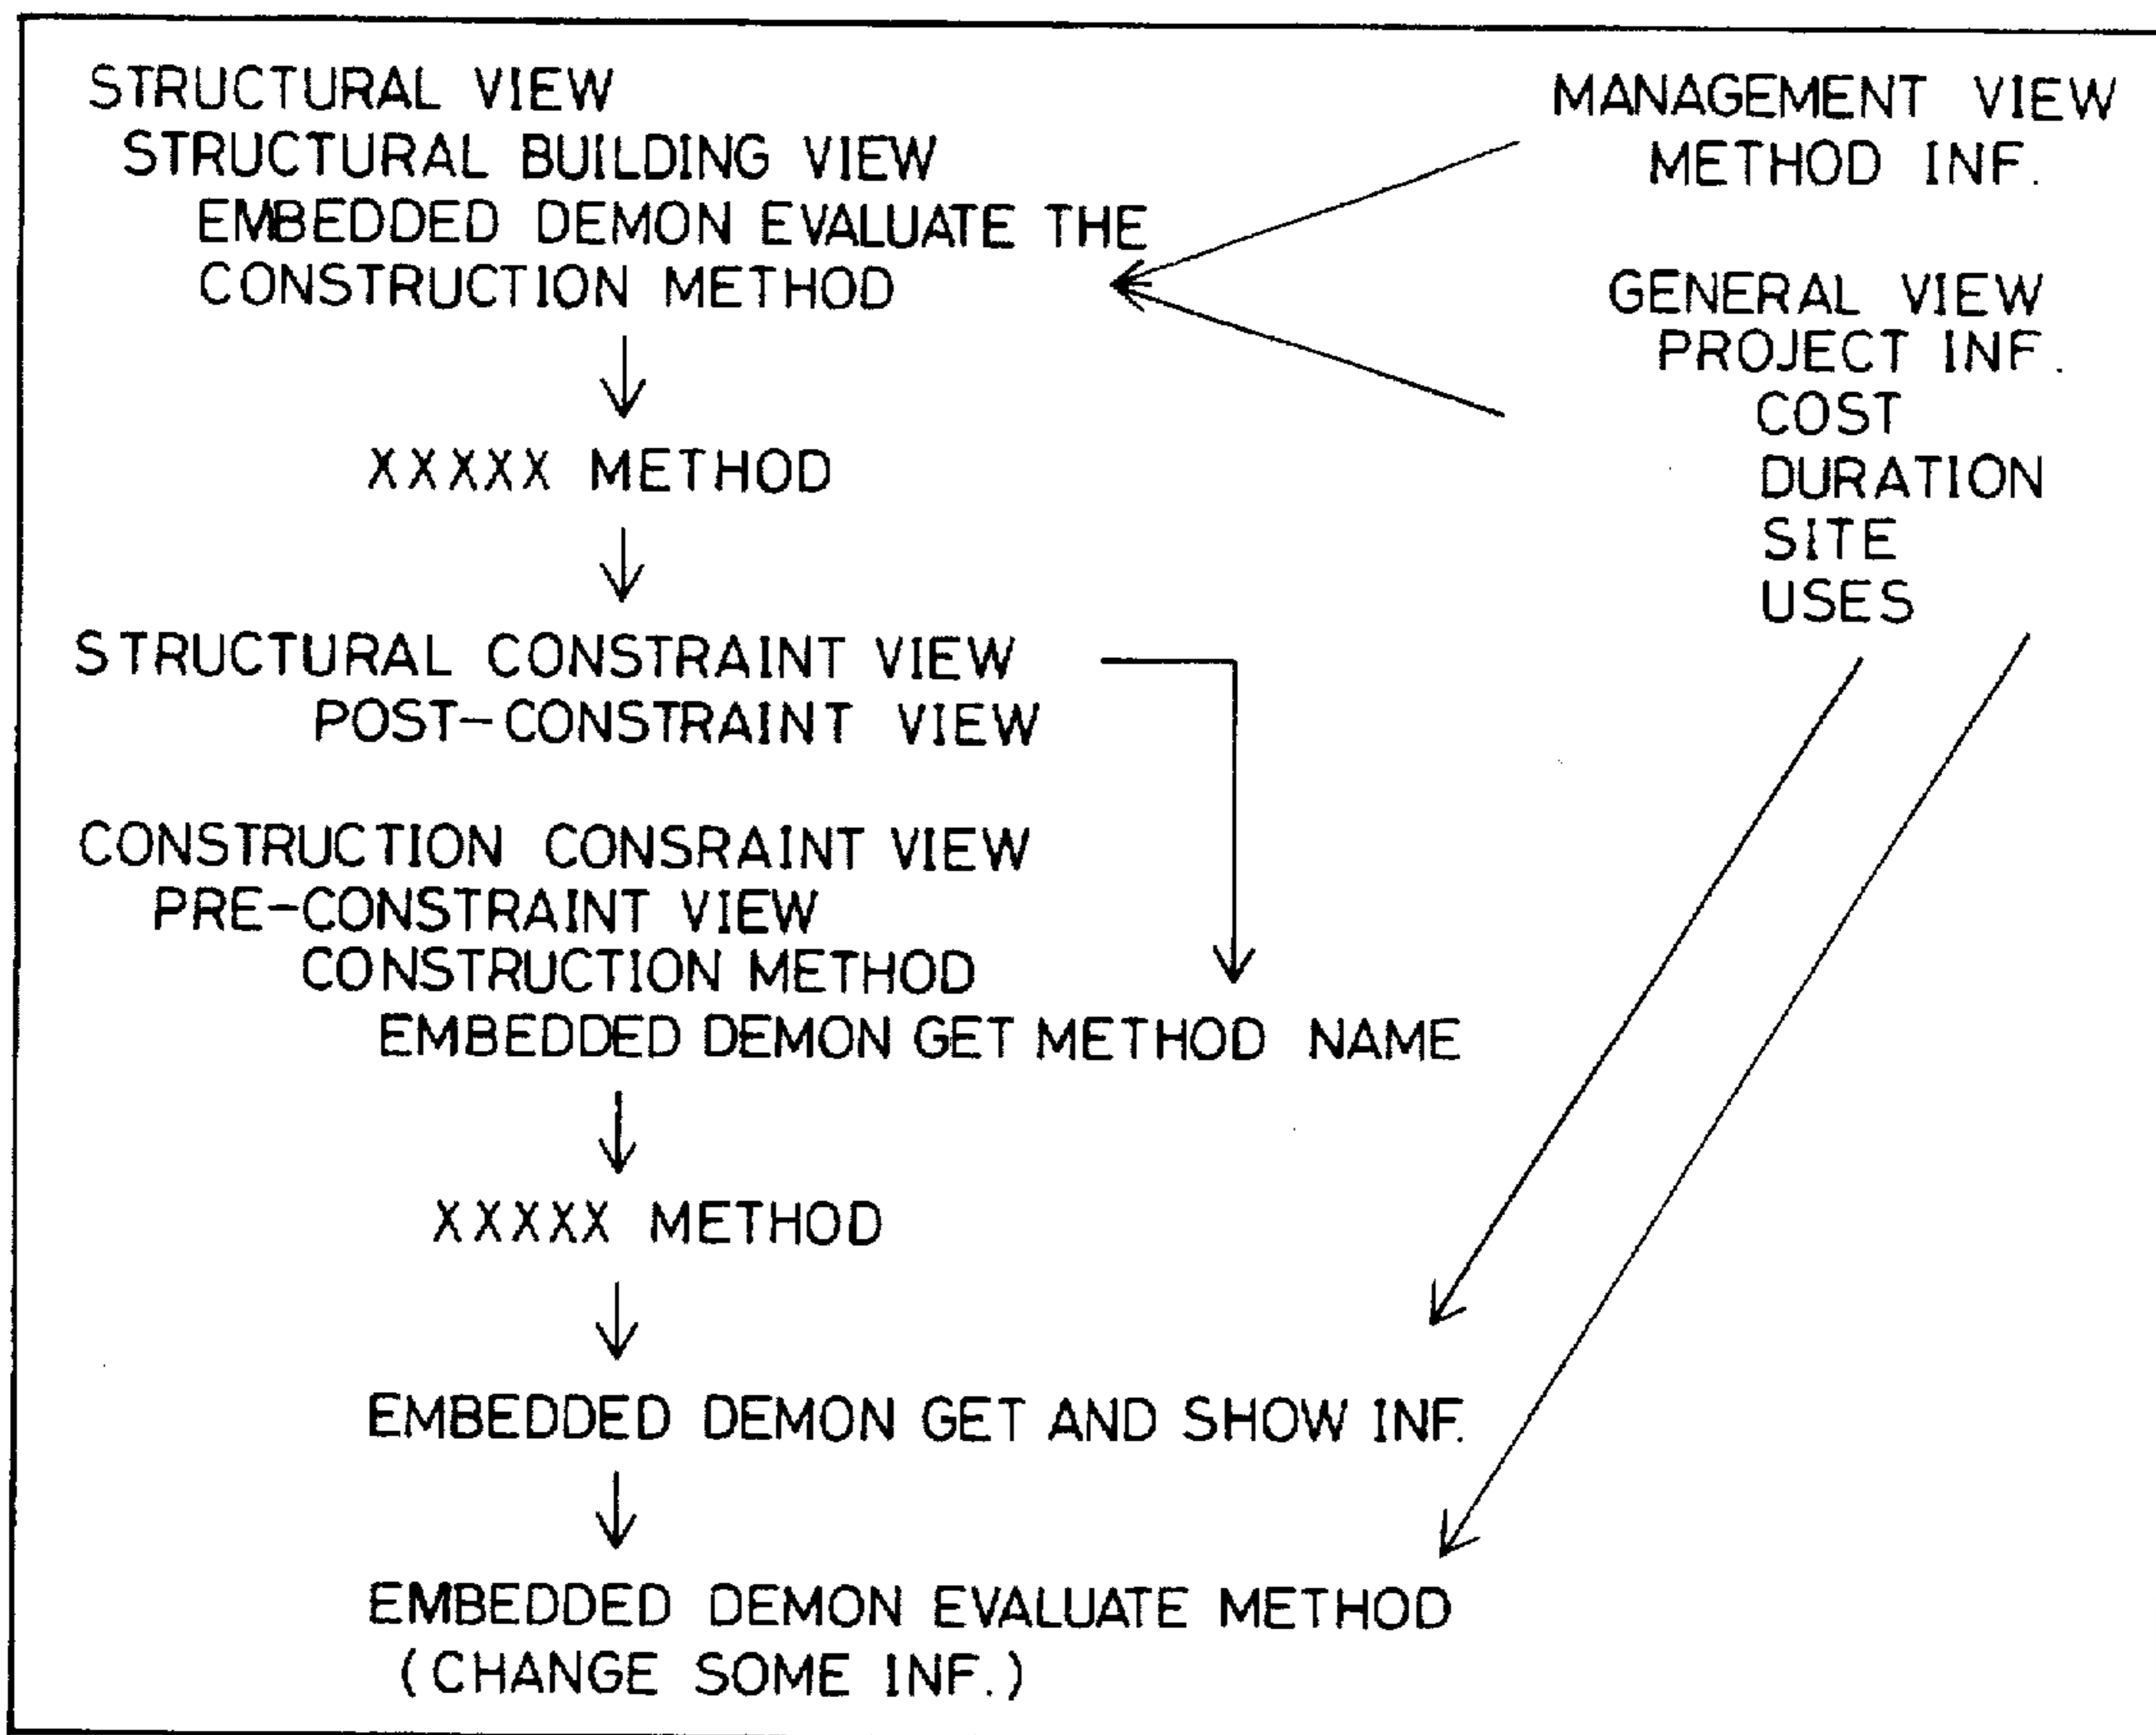 STRUCTURAL VIEW
STRUCTURAL BUILDING VIEW
EMBEDDED DEMON EVALUATE THE
CONSTRUCTION METHOD
XXXXX METHOD
STRUCTURAL CONSTRAINT VIEW
POST-CONSTRAINT VIEW
CONSTRUCTION CONSRAINT VIEW
PRE-CONSTRAINT VIEW
CONSTRUCTION METHOD
EMBEDDED DEMON GET METHOD NAME
XXXXX METHOD
EMBEDDED DEMON GET AND SHOW INF.
EMBEDDED DEMON EVALUATE METHOD
(CHANGE SOME INF.)
MANAGEMENT VIEW
METHOD INF.
GENERAL VIEW
PROJECT INF.
COST
DURATION
SITE
USES